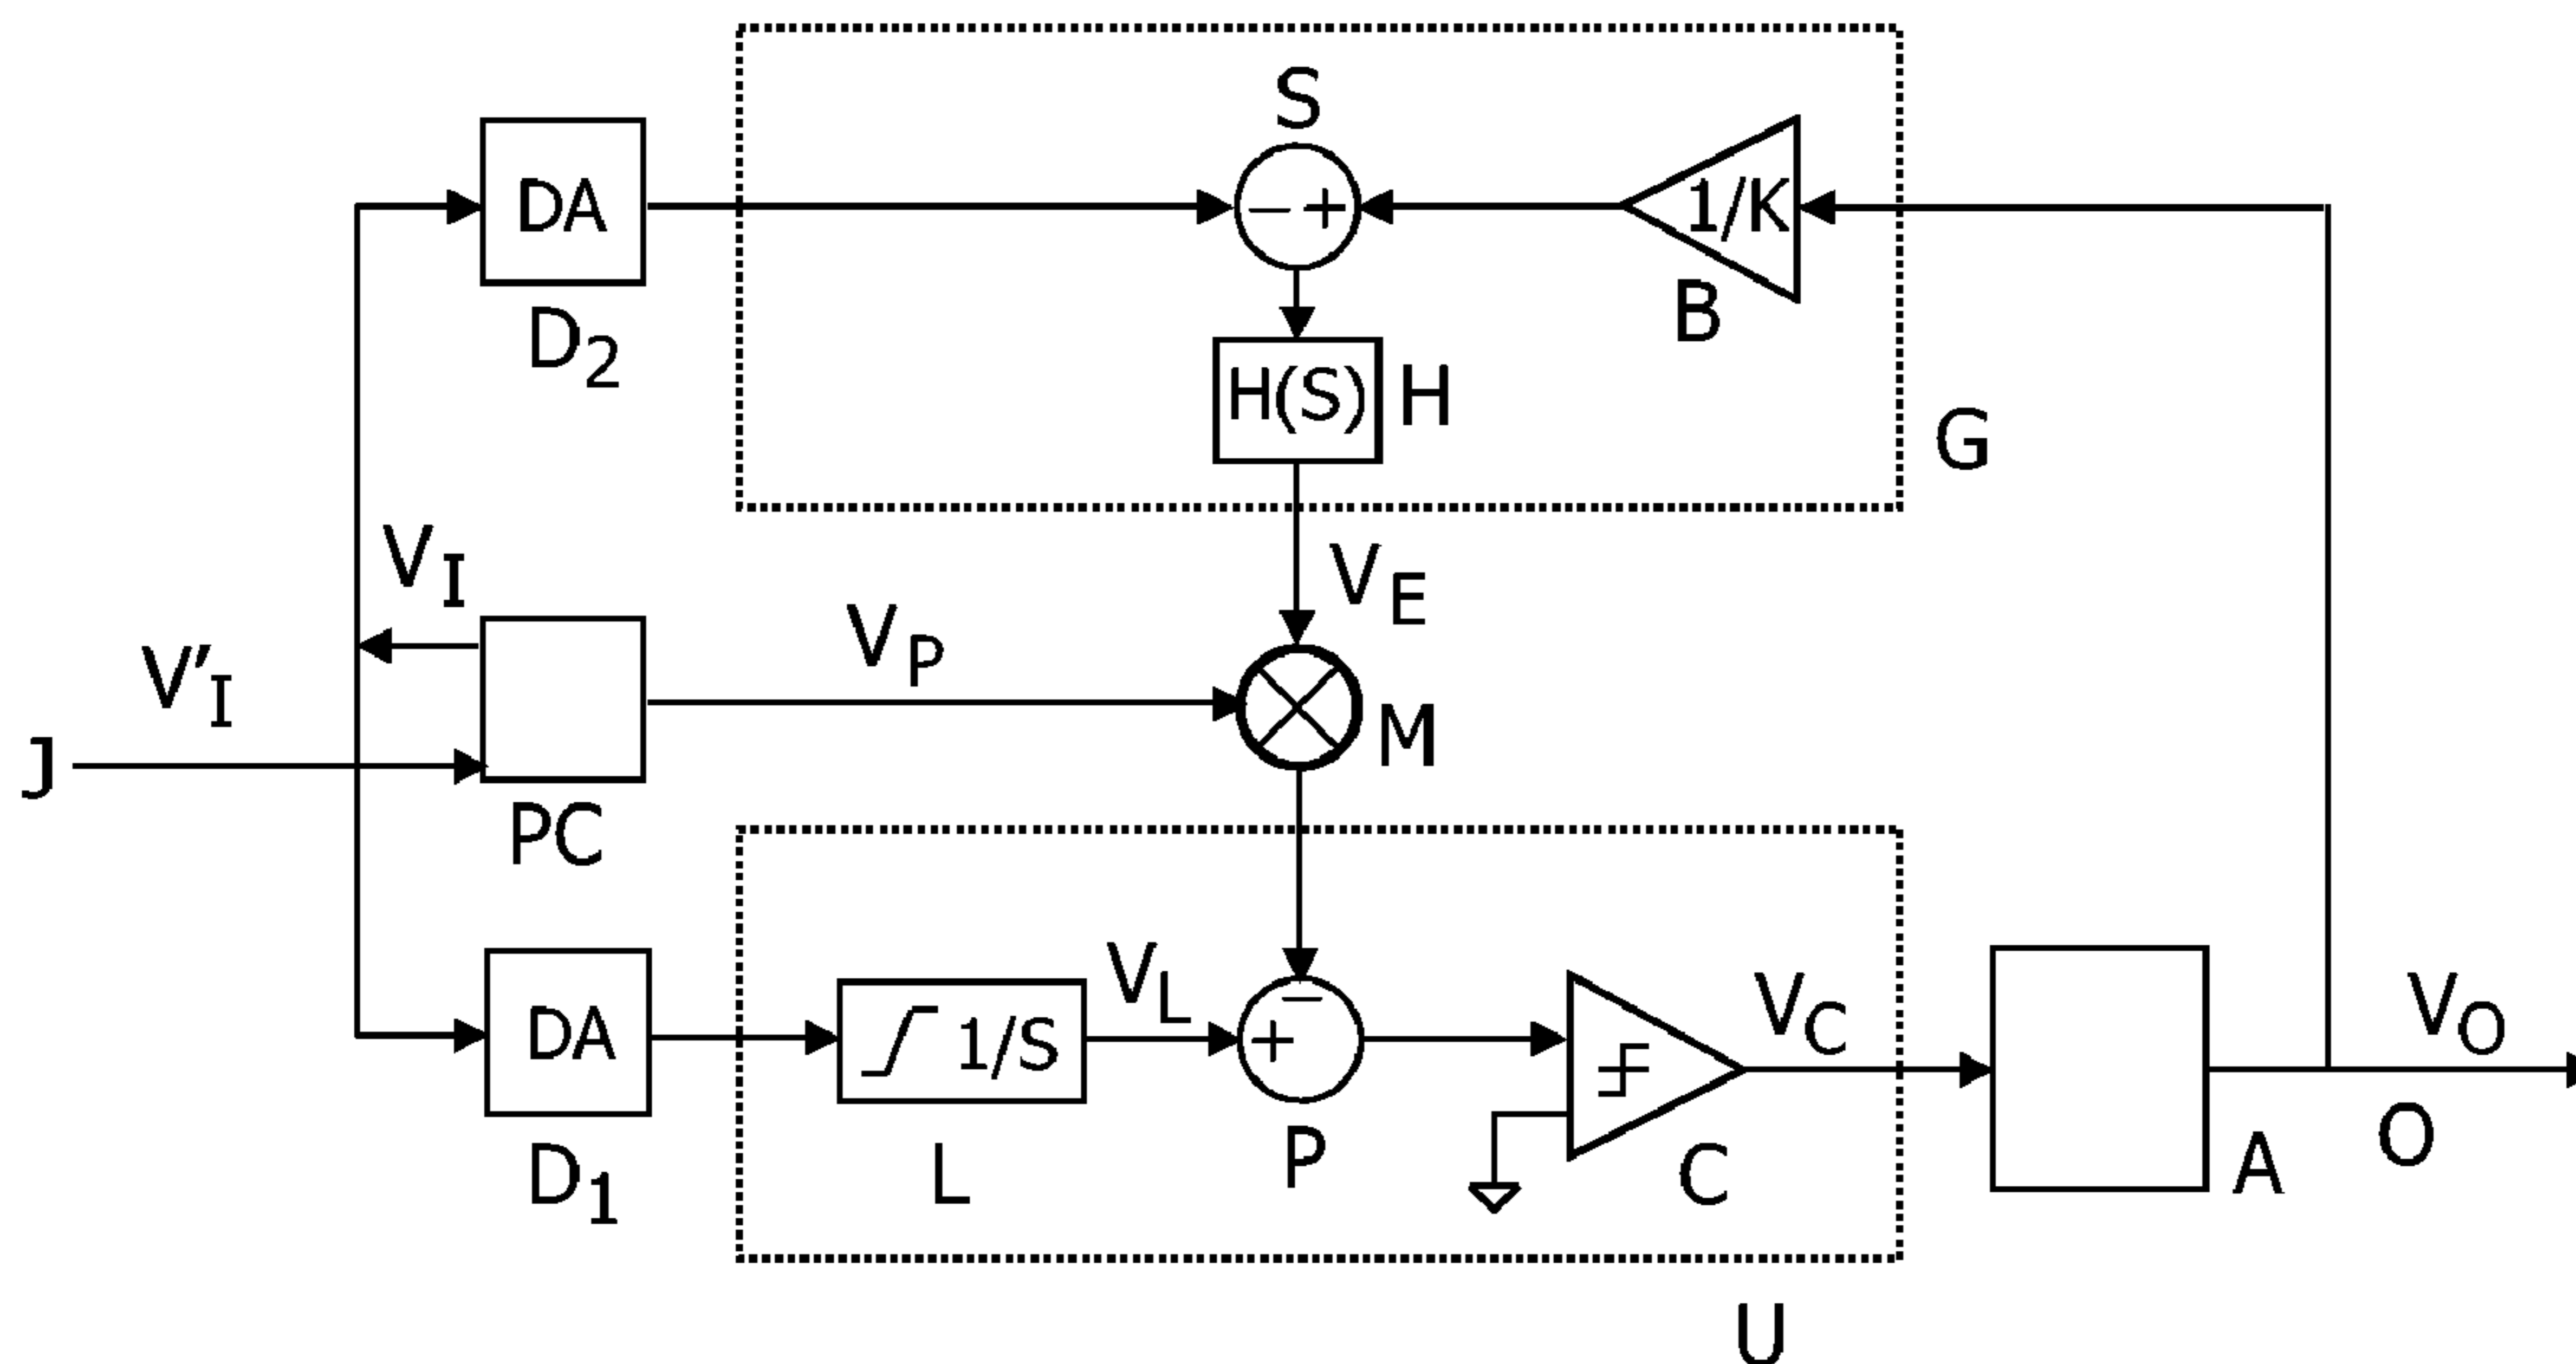 S
DA
− +
1/K
D2
B
H(S)
H
G
VI
VE
VP
V'I
M
J
PC
VL
VC
VO
DA
1/S
−
+
D1
L
P
C
A
O
U